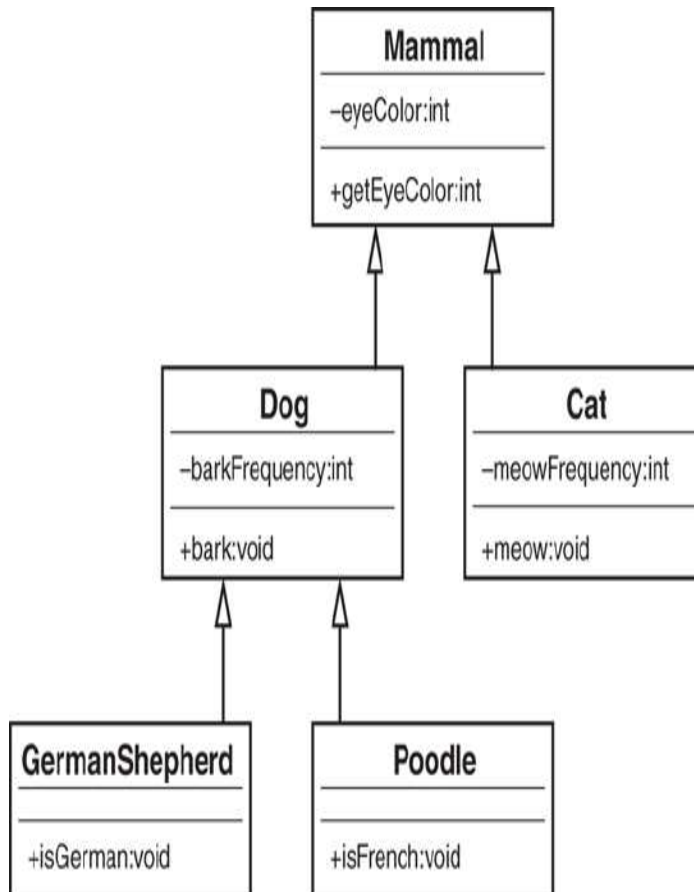 Mammal
–eyeColor:int
+getEyeColor:int
Dog
–barkFrequency:int
+bark:void
Cat
–meowFrequency:int
+meow:void
GermanShepherd
+isGerman:void
Poodle
+isFrench:void